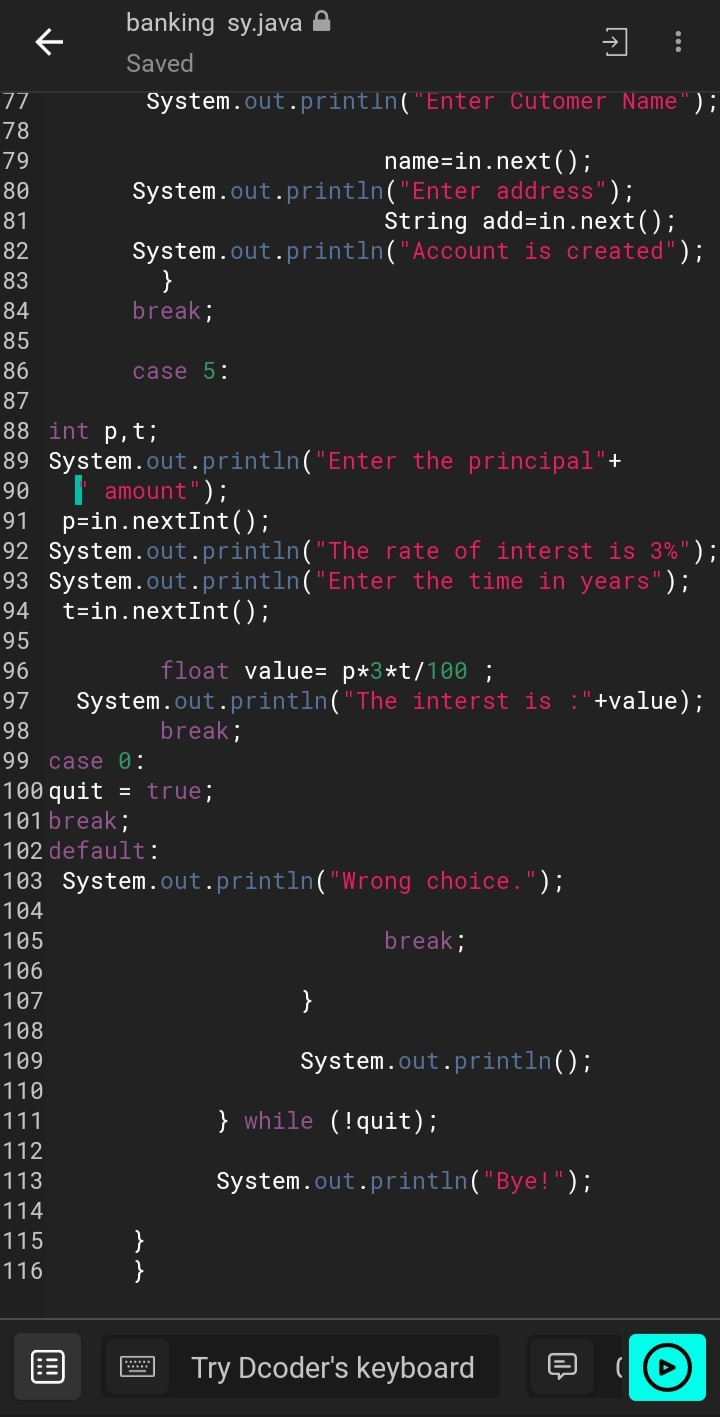 banking sy.java
Saved
77 System.out.println("Enter Cutomer Name");
78
79 name=in.next();
80 System.out.println("Enter address");
81 String add=in.next();
82 System.out.println("Account is created");
83 }
84 break;
85
86 case 5:
87
88 int p,t;
89 System.out.println("Enter the principal"+
90 " amount");
91 p=in.nextInt();
92 System.out.println("The rate of interst is 3%");
93 System.out.println("Enter the time in years");
94 t=in.nextInt();
95
96 float value= p*3*t/100 ;
97 System.out.println("The interst is :"+value);
98 break;
99 case 0:
100 quit = true;
101 break;
102 default:
103 System.out.println("Wrong choice.");
104
105 break;
106
107 }
108
109 System.out.println();
110
111 } while (!quit);
112
113 System.out.println("Bye!");
114
115 }
116 }
Try Dcoder's keyboard